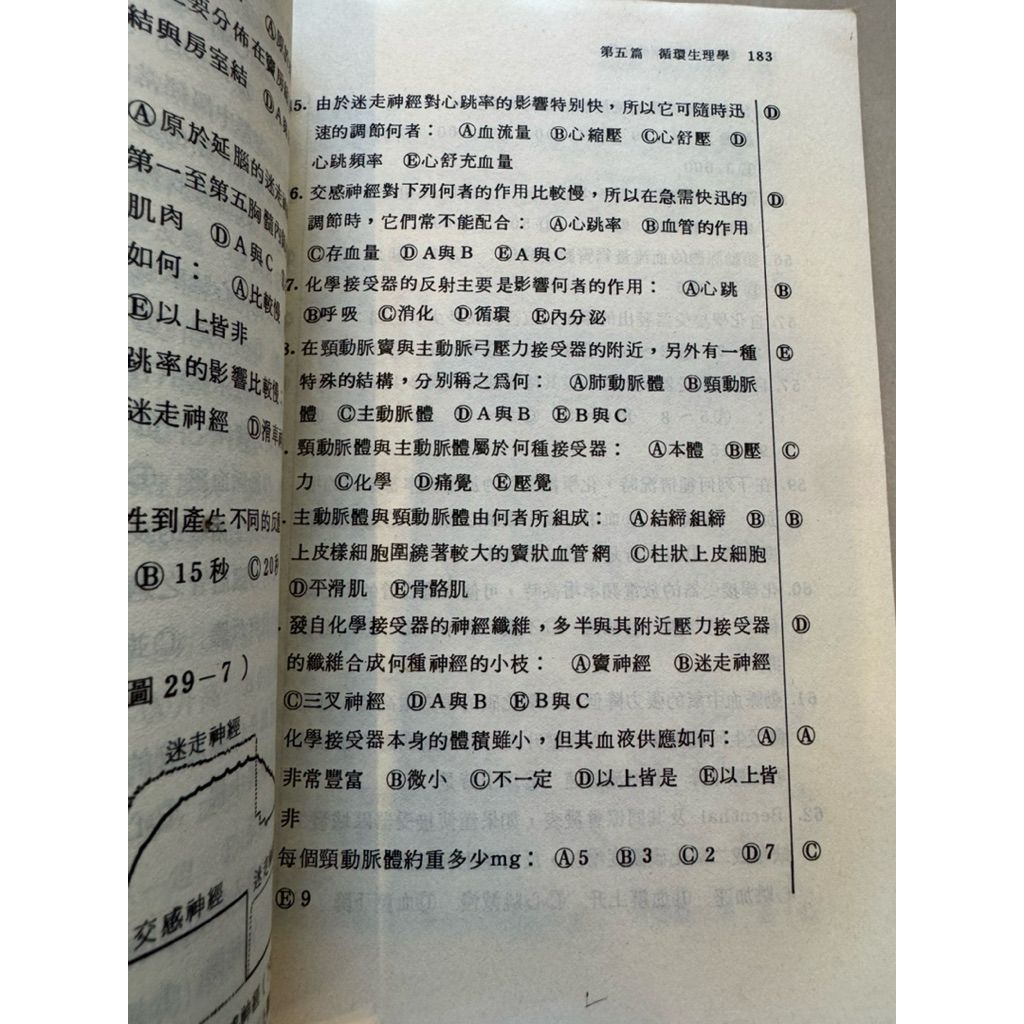 要分佈在竇房
結與房室結
Ⓐ原於延腦的迷走
第一至第五胸髓內
肌肉 ⒹA與C
如何： Ⓐ比較慢
Ⓔ以上皆非
跳率的影響比較慢：
迷走神經 Ⓓ滑車
生到產生不同的反
Ⓑ15秒 Ⓒ20秒
圖29-7)
迷走神經
交感神經
第五篇 循環生理學 183
5. 由於迷走神經對心跳率的影響特別快，所以它可隨時迅 Ⓓ
速的調節何者： Ⓐ血流量 Ⓑ心縮壓 Ⓒ心舒壓 Ⓓ
心跳頻率 Ⓔ心舒充血量
6. 交感神經對下列何者的作用比較慢，所以在急需快迅的 Ⓓ
調節時，它們常不能配合： Ⓐ心跳率 Ⓑ血管的作用
Ⓒ存血量 ⒹA與B ⒺA與C
7. 化學接受器的反射主要是影響何者的作用： Ⓐ心跳 Ⓑ
Ⓑ呼吸 Ⓒ消化 Ⓓ循環 Ⓔ內分泌
8. 在頸動脈竇與主動脈弓壓力接受器的附近，另外有一種 Ⓔ
特殊的結構，分別稱之爲何： Ⓐ肺動脈體 Ⓑ頸動脈
體 Ⓒ主動脈體 ⒹA與B ⒺB與C
頸動脈體與主動脈體屬於何種接受器： Ⓐ本體 Ⓑ壓 Ⓒ
力 Ⓒ化學 Ⓓ痛覺 Ⓔ壓覺
主動脈體與頸動脈體由何者所組成： Ⓐ結締組締 Ⓑ Ⓑ
上皮樣細胞圍繞著較大的竇狀血管網 Ⓒ柱狀上皮細胞
Ⓓ平滑肌 Ⓔ骨骼肌
發自化學接受器的神經纖維，多半與其附近壓力接受器 Ⓓ
的纖維合成何種神經的小枝： Ⓐ竇神經 Ⓑ迷走神經
Ⓒ三叉神經 ⒹA與B ⒺB與C
化學接受器本身的體積雖小，但其血液供應如何： Ⓐ Ⓐ
非常豐富 Ⓑ微小 Ⓒ不一定 Ⓓ以上皆是 Ⓔ以上皆
非
每個頸動脈體約重多少mg： Ⓐ5 Ⓑ3 Ⓒ2 Ⓓ7 Ⓒ
Ⓔ9